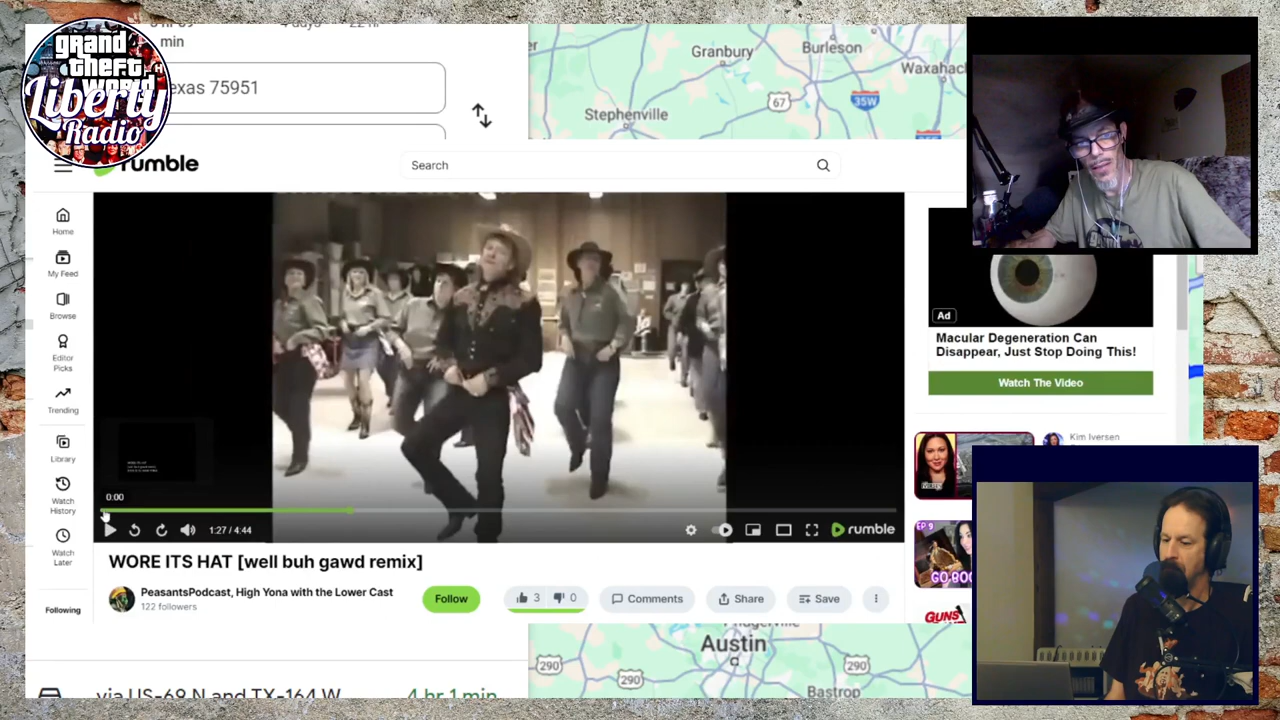 grand
theft
world
Liberty
Radio
min
exas 75951
Granbury
Burleson
Waxahac
67
35W
Stephenville
rumble
Search
Home
My Feed
Browse
Editor
Picks
Trending
Library
Watch
History
Watch
Later
Following
Ad
Macular Degeneration Can
Disappear, Just Stop Doing This!
Watch The Video
Kim Iversen
0:00
1:27 / 4:44
rumble
EP 9
GO BOO
GUNS
WORE ITS HAT [well buh gawd remix]
PeasantsPodcast, High Yona with the Lower Cast
122 followers
Follow
3
0
Comments
Share
Save
Austin
290
290
290
Bastrop
via US-69 N and TX-164 W
4 hr 1 min